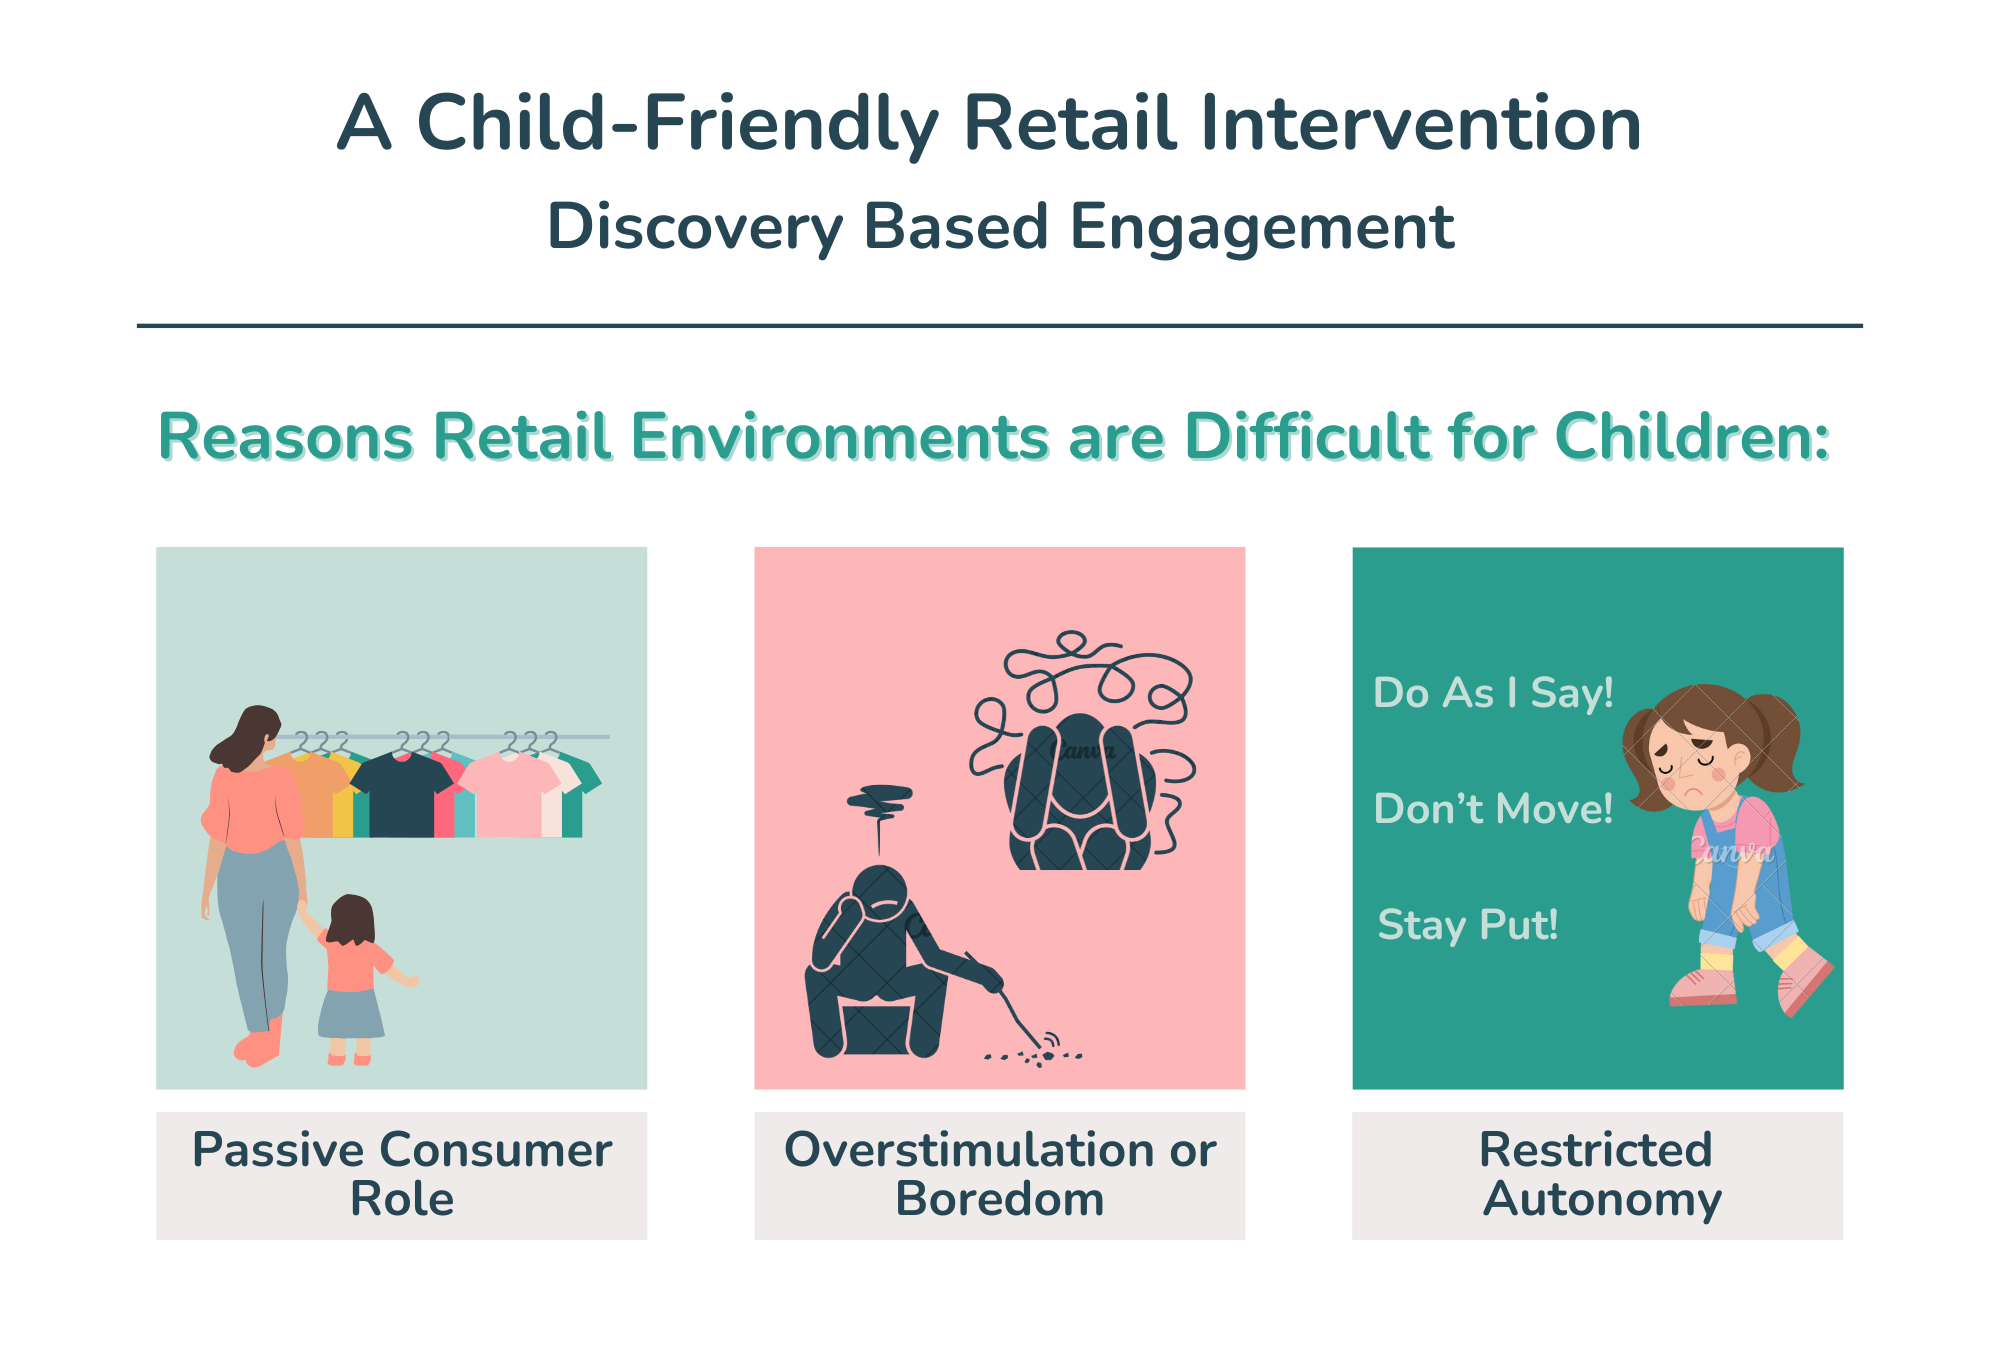 A Child-Friendly Retail Intervention
Discovery Based Engagement
Reasons Retail Environments are Difficult for Children:
Do As I Say!
Don't Move!
Stay Put!
Canva
Canva
Passive Consumer
Role
Overstimulation or
Boredom
Restricted
Autonomy